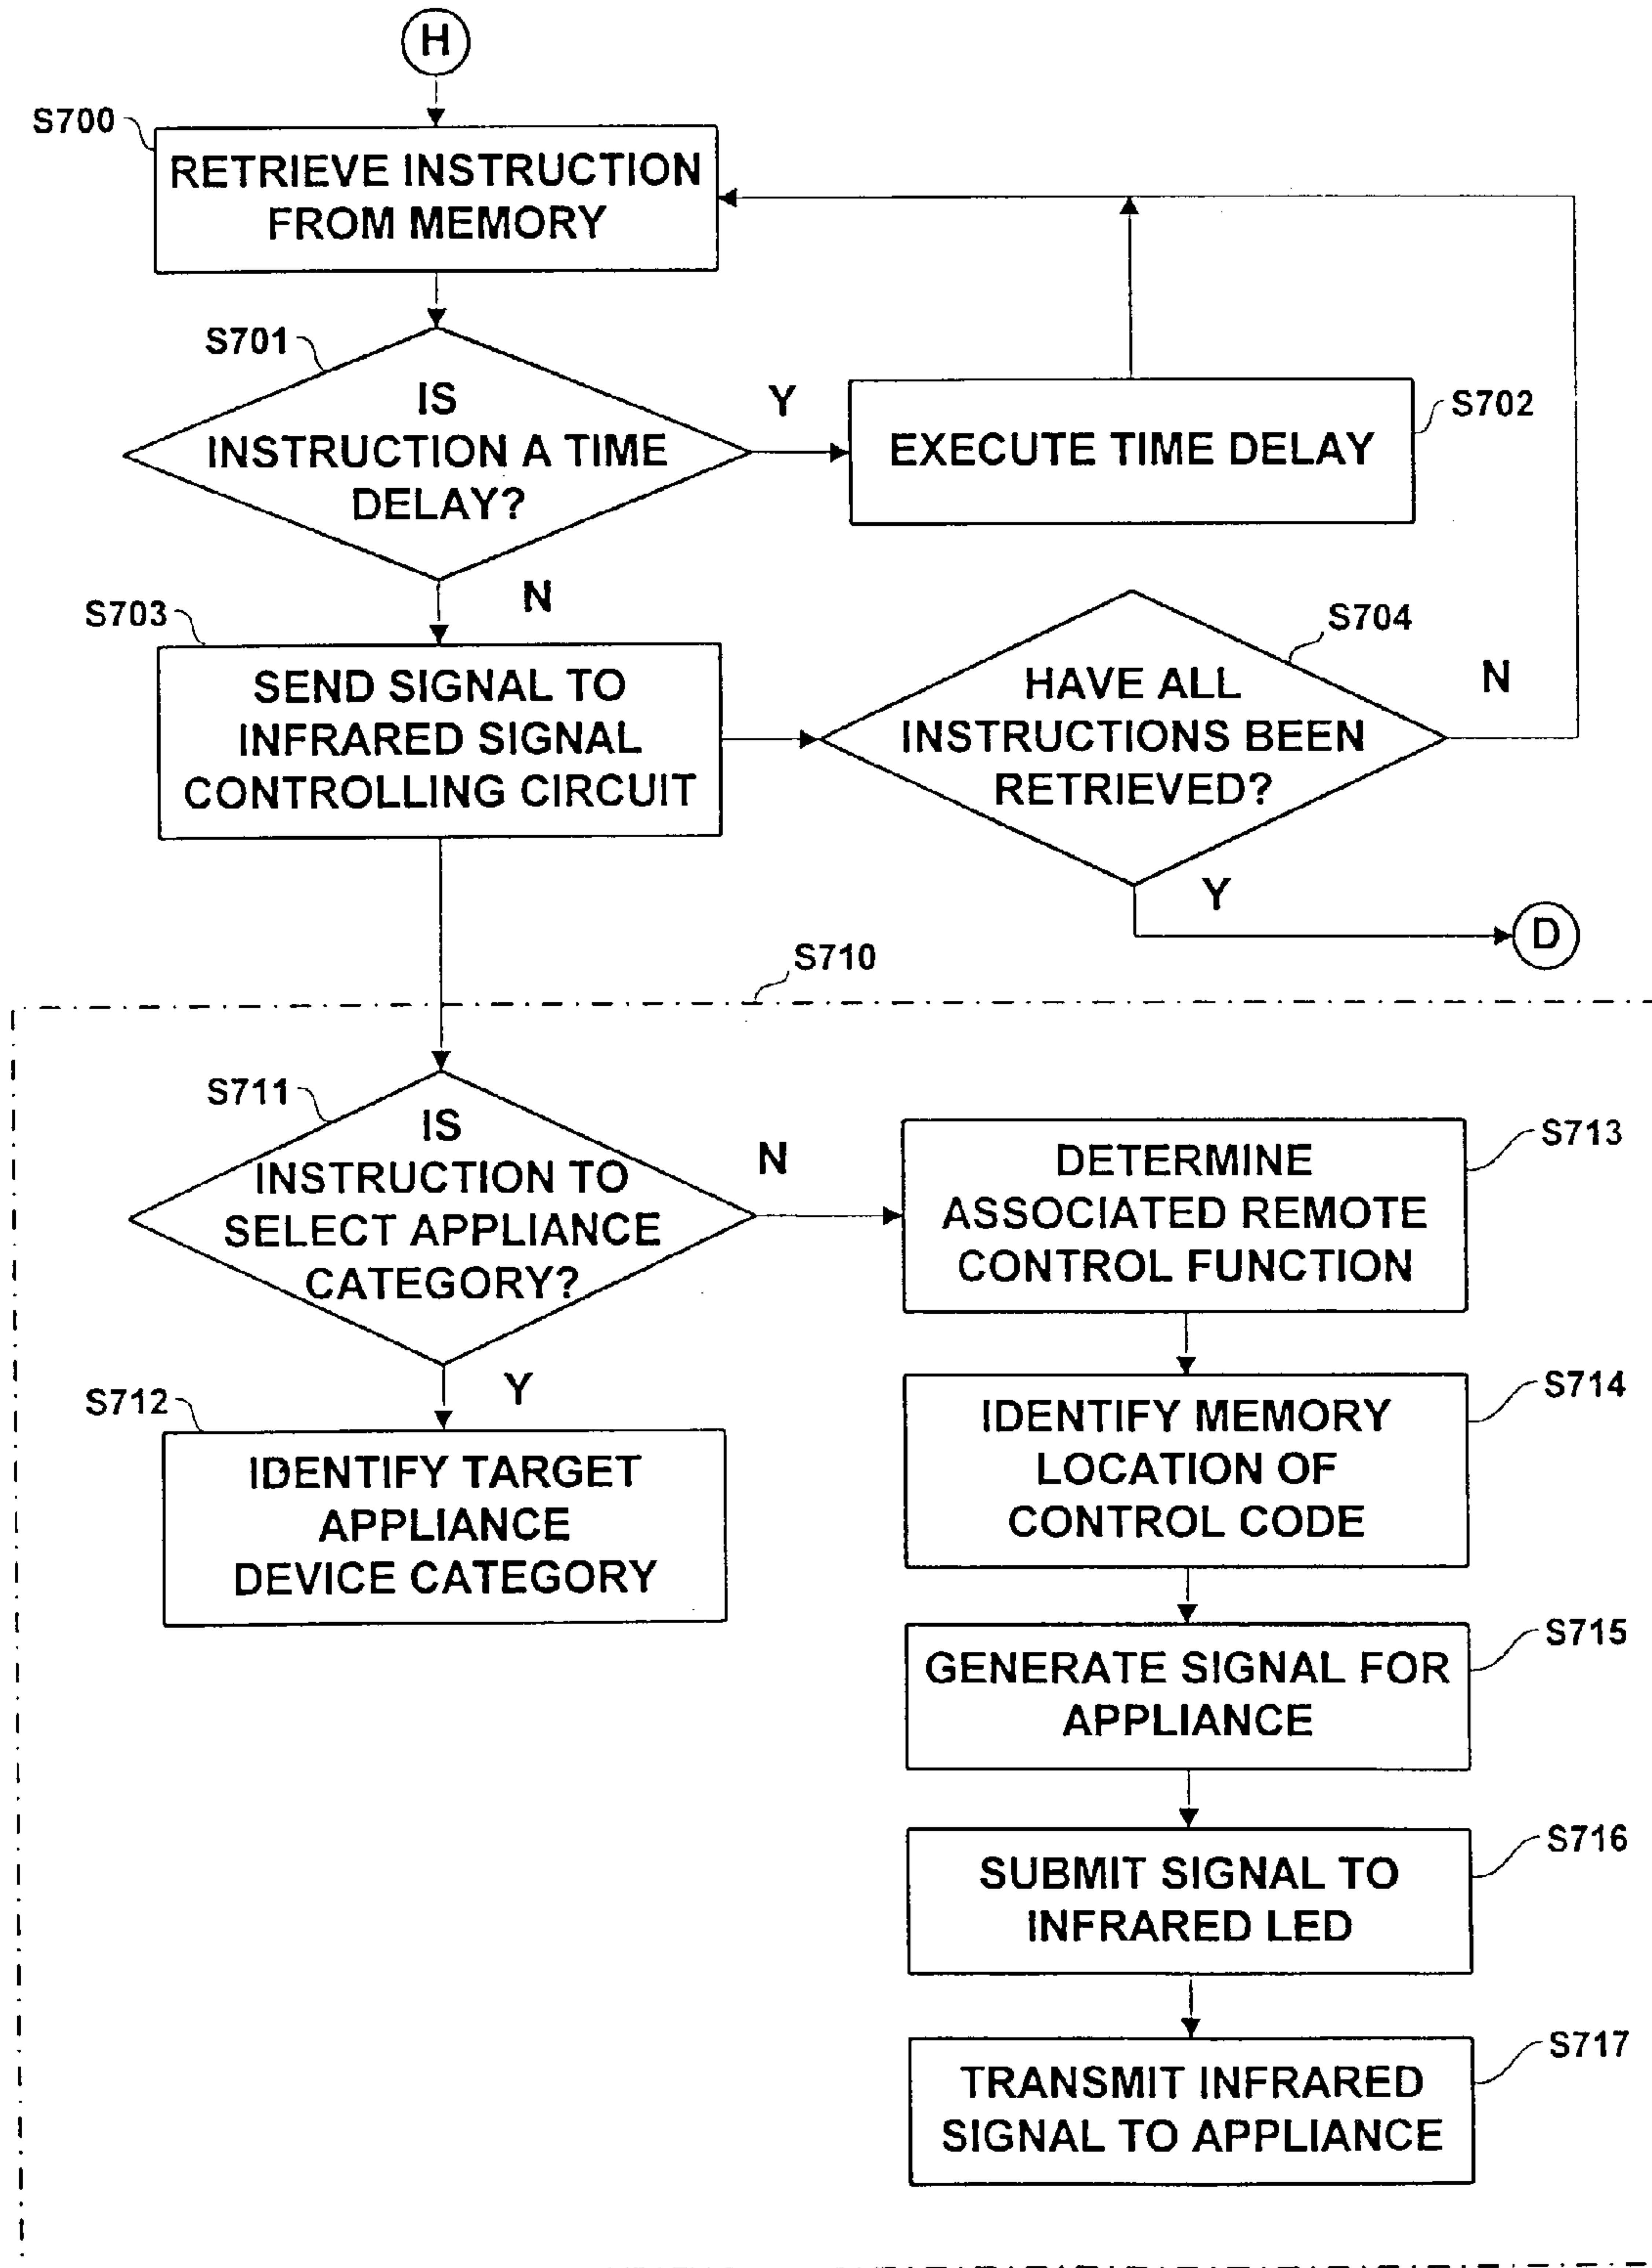 H
S700
RETRIEVE INSTRUCTION
FROM MEMORY
S701
IS
INSTRUCTION A TIME
DELAY?
Y
EXECUTE TIME DELAY
S702
N
S703
SEND SIGNAL TO
INFRARED SIGNAL
CONTROLLING CIRCUIT
S704
HAVE ALL
INSTRUCTIONS BEEN
RETRIEVED?
N
Y
D
S710
S711
IS
INSTRUCTION TO
SELECT APPLIANCE
CATEGORY?
N
Y
S712
IDENTIFY TARGET
APPLIANCE
DEVICE CATEGORY
S713
DETERMINE
ASSOCIATED REMOTE
CONTROL FUNCTION
S714
IDENTIFY MEMORY
LOCATION OF
CONTROL CODE
S715
GENERATE SIGNAL FOR
APPLIANCE
S716
SUBMIT SIGNAL TO
INFRARED LED
S717
TRANSMIT INFRARED
SIGNAL TO APPLIANCE